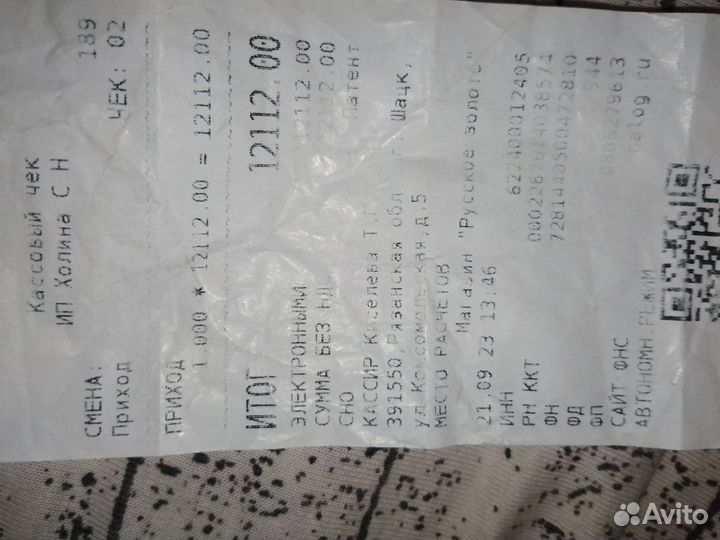 Кассовый чек
ИП Холина С Н
СМЕНА: 189
Приход ЧЕК: 02
ПРИХОД
1.000 * 12112.00 = 12112.00
ИТОГ 12112.00
ЭЛЕКТРОННЫМИ 12112.00
СУММА БЕЗ НДС 12112.00
СНО Патент
КАССИР Киселева Т.Г
391550 Рязанская обл г. Шацк,
ул.Комсомольская,д.5
МЕСТО РАСЧЕТОВ
Магазин "Русское золото"
21.09.23 13:46
ИНН 622400012405
РН ККТ 0002267614038574
ФН 7281440500472810
ФД 944
ФП 0006279613
САЙТ ФНС nalog.ru
АВТОНОМН РЕЖИМ
Avito